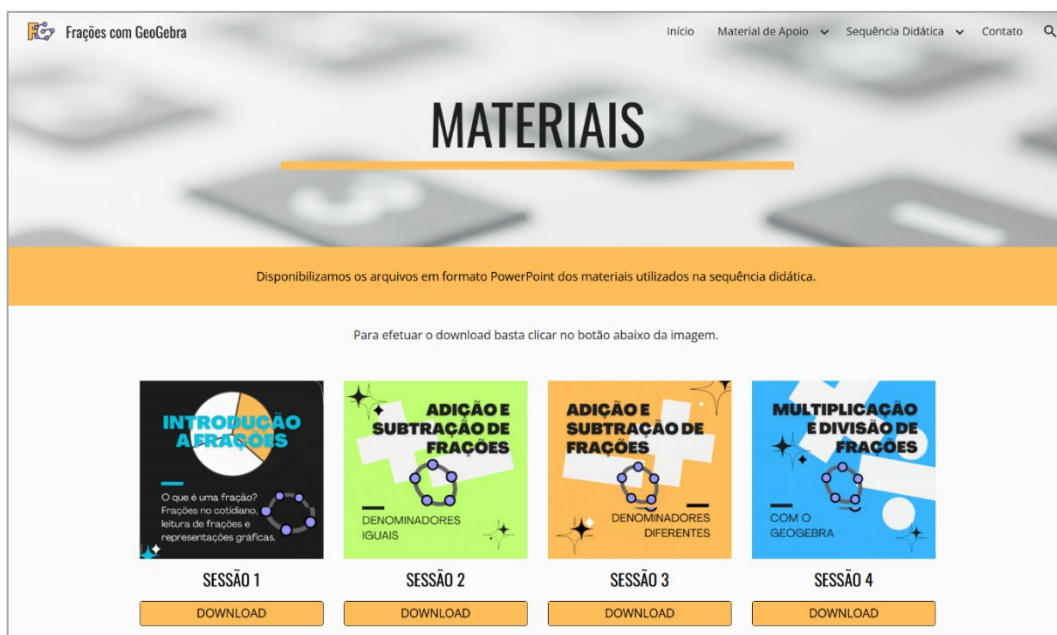 Frações com GeoGebra
Início Material de Apoio Sequência Didática Contato
MATERIAIS
Disponibilizamos os arquivos em formato PowerPoint dos materiais utilizados na sequência didática.
Para efetuar o download basta clicar no botão abaixo da imagem.
INTRODUÇÃO
A FRAÇÕES
O que é uma fração?
Frações no cotidiano,
leitura de frações e
representações gráficas.
SESSÃO 1
DOWNLOAD
ADIÇÃO E
SUBTRAÇÃO DE
FRAÇÕES
DENOMINADORES
IGUAIS
SESSÃO 2
DOWNLOAD
ADIÇÃO E
SUBTRAÇÃO DE
FRAÇÕES
DENOMINADORES
DIFERENTES
SESSÃO 3
DOWNLOAD
MULTIPLICAÇÃO
E DIVISÃO DE
FRAÇÕES
COM O
GEOGEBRA
SESSÃO 4
DOWNLOAD